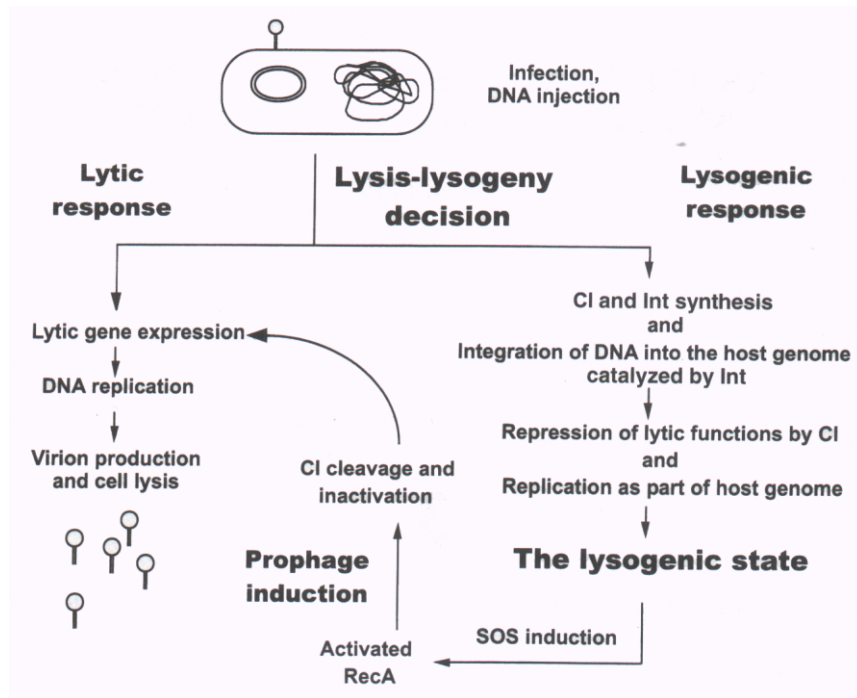 Infection,
DNA injection
Lytic
response
Lysis-lysogeny
decision
Lysogenic
response
Lytic gene expression
DNA replication
Virion production
and cell lysis
CI and Int synthesis
and
Integration of DNA into the host genome
catalyzed by Int
Repression of lytic functions by CI
and
Replication as part of host genome
The lysogenic state
SOS induction
Activated
RecA
Prophage
induction
CI cleavage and
inactivation